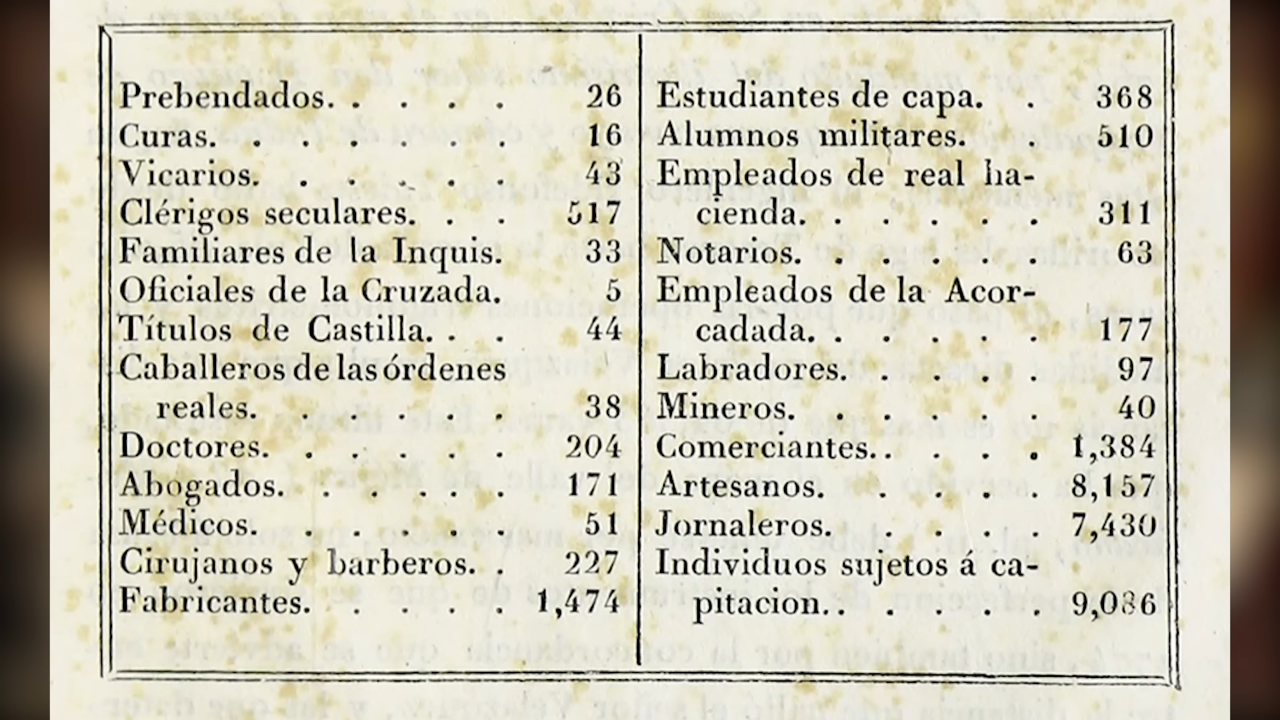 Prebendados. . . . . 26
Curas. . . . . . . 16
Vicarios. . . . . . 43
Clérigos seculares. . . 517
Familiares de la Inquis. 33
Oficiales de la Cruzada. 5
Títulos de Castilla. . . 44
Caballeros de las órdenes
reales. . . . . . 38
Doctores. . . . . . 204
Abogados. . . . . . 171
Médicos. . . . . . 51
Cirujanos y barberos. . 227
Fabricantes. . . . . 1,474
Estudiantes de capa. . 368
Alumnos militares. . 510
Empleados de real ha-
cienda. . . . . . 311
Notarios. . . . . . 63
Empleados de la Acor-
cadada. . . . . . 177
Labradores. . . . . 97
Mineros. . . . . . 40
Comerciantes. . . . . 1,384
Artesanos. . . . . 8,157
Jornaleros. . . . . 7,430
Individuos sujetos á ca-
pitacion. . . . . . 9,086